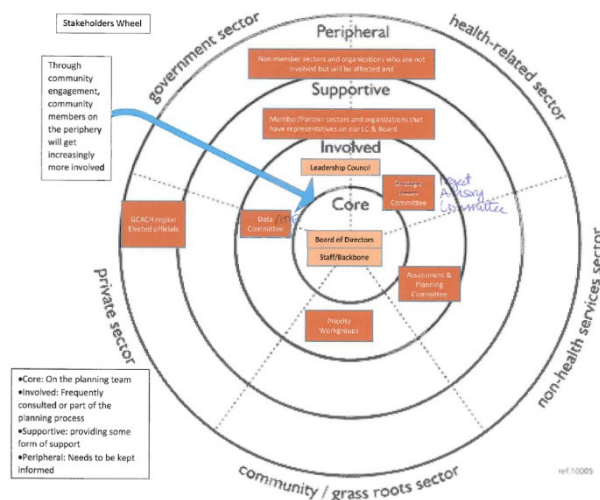 Stakeholders Wheel
Through
community
engagement,
community
members on
the periphery
will get
increasingly
more involved
government sector
health-related sector
Peripheral
Non-member sectors and organizations who are not
involved but will be affected and
Supportive
Member/Partner sectors and organizations that
have representatives on our LC & Board
Involved
Leadership Council
Strategic
Issues
Committee
Advisory
Committee
Core
GCACH region
Elected officials
Data
Committee
Board of Directors
Staff/Backbone
Assessment &
Planning
Committee
Priority
Workgroups
private sector
non-health services sector
community / grass roots sector
•Core: On the planning team
•Involved: Frequently
consulted or part of the
planning process
•Supportive: providing some
form of support
•Peripheral: Needs to be kept
informed
ref:10005